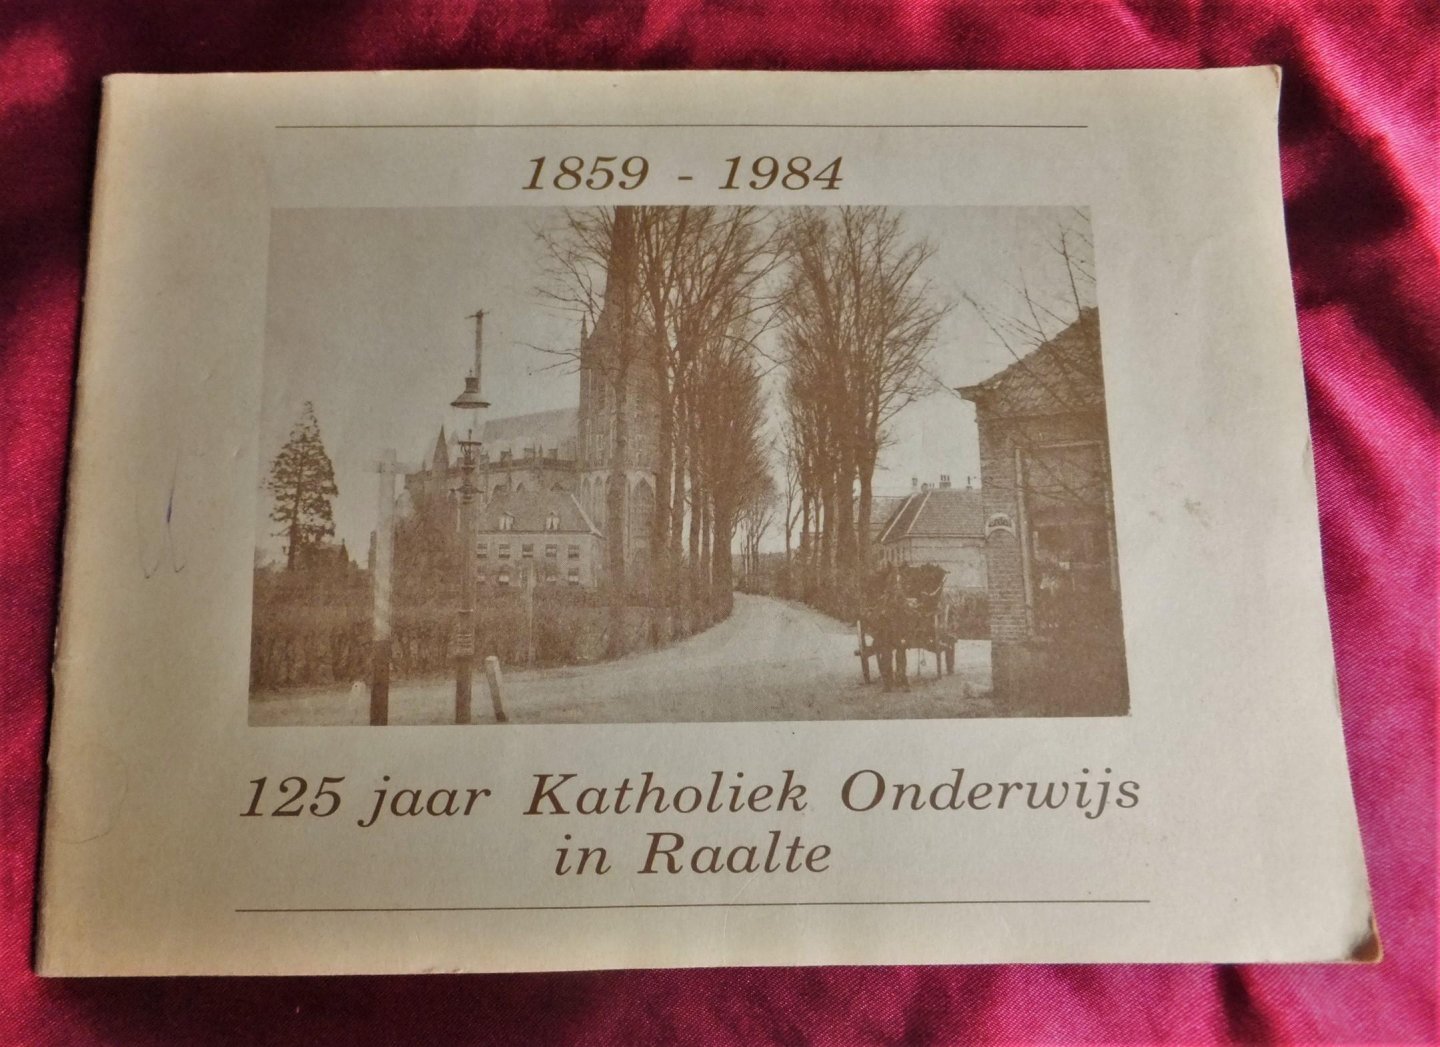 1859 - 1984
125 jaar Katholiek Onderwijs
in Raalte